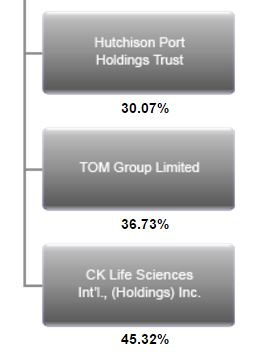 Hutchison Port
Holdings Trust
30.07%
TOM Group Limited
36.73%
CK Life Sciences
Int'l., (Holdings) Inc.
45.32%